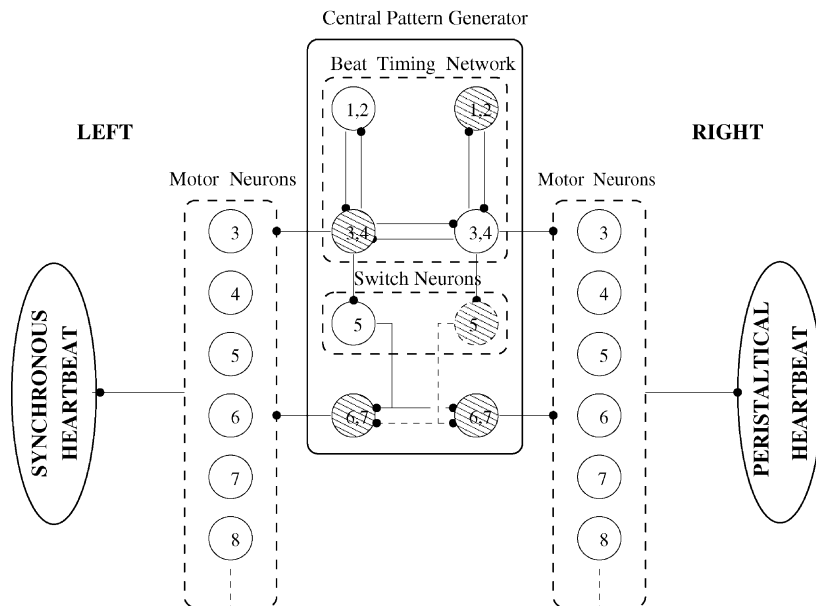 Central Pattern Generator
Beat Timing Network
1,2
1,2
LEFT
RIGHT
Motor Neurons
Motor Neurons
3
3,4
3,4
3
Switch Neurons
4
4
5
5
5
5
6
6,7
6,7
6
7
7
8
8
SYNCHRONOUS
HEARTBEAT
PERISTALTICAL
HEARTBEAT